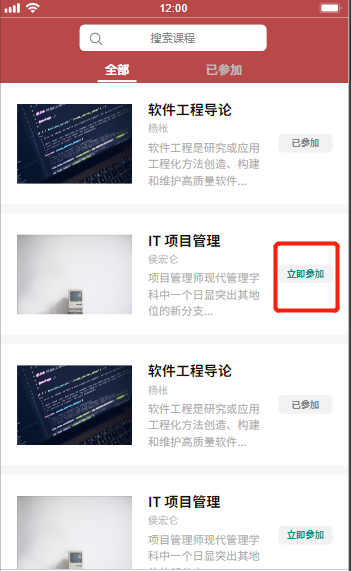 12:00
搜索课程
全部
已参加
软件工程导论
杨枨
软件工程是研究或应用
工程化方法创造、构建
和维护高质量软件...
已参加
IT 项目管理
侯宏仑
项目管理师现代管理学
科中一个日显突出其地
位的新分支...
立即参加
软件工程导论
杨枨
软件工程是研究或应用
工程化方法创造、构建
和维护高质量软件...
已参加
IT 项目管理
侯宏仑
项目管理师现代管理学
科中一个日显突出其地
立即参加